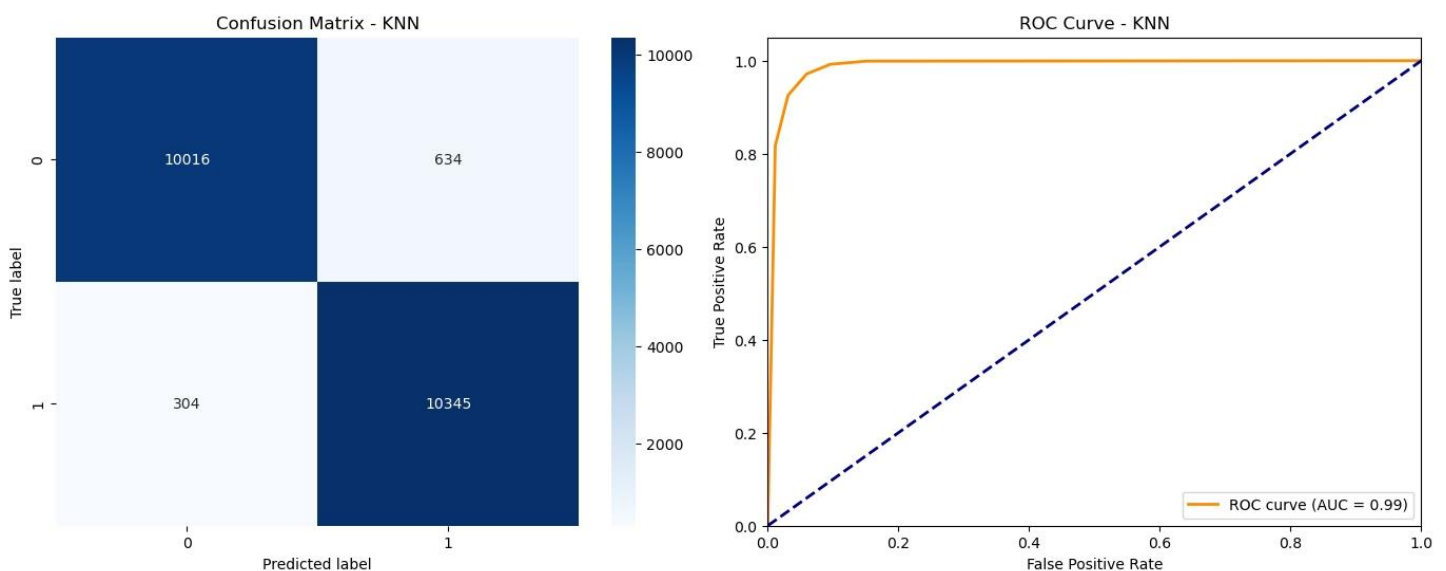 Confusion Matrix - KNN
10016 634
304 10345
0
1
True label
0 1
Predicted label
10000
8000
6000
4000
2000
ROC Curve - KNN
1.0
0.8
0.6
0.4
0.2
0.0
True Positive Rate
ROC curve (AUC = 0.99)
0.0 0.2 0.4 0.6 0.8 1.0
False Positive Rate